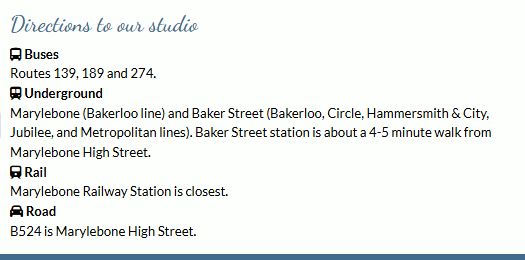 Directions to our studio
Buses
Routes 139, 189 and 274.
Underground
Marylebone (Bakerloo line) and Baker Street (Bakerloo, Circle, Hammersmith & City,
Jubilee, and Metropolitan lines). Baker Street station is about a 4-5 minute walk from
Marylebone High Street.
Rail
Marylebone Railway Station is closest.
Road
B524 is Marylebone High Street.